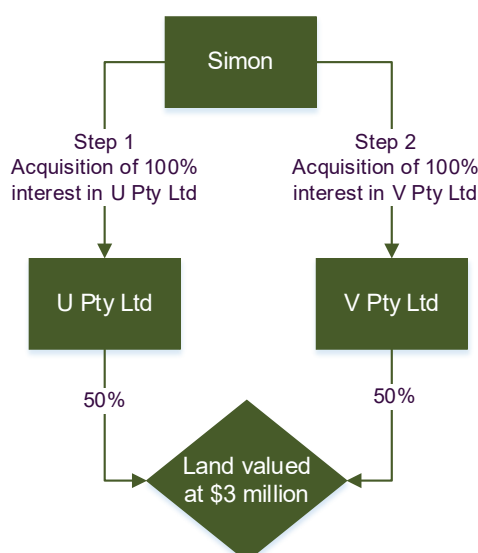 Simon
Step 1
Acquisition of 100%
interest in U Pty Ltd
Step 2
Acquisition of 100%
interest in V Pty Ltd
U Pty Ltd
V Pty Ltd
50%
50%
Land valued
at $3 million